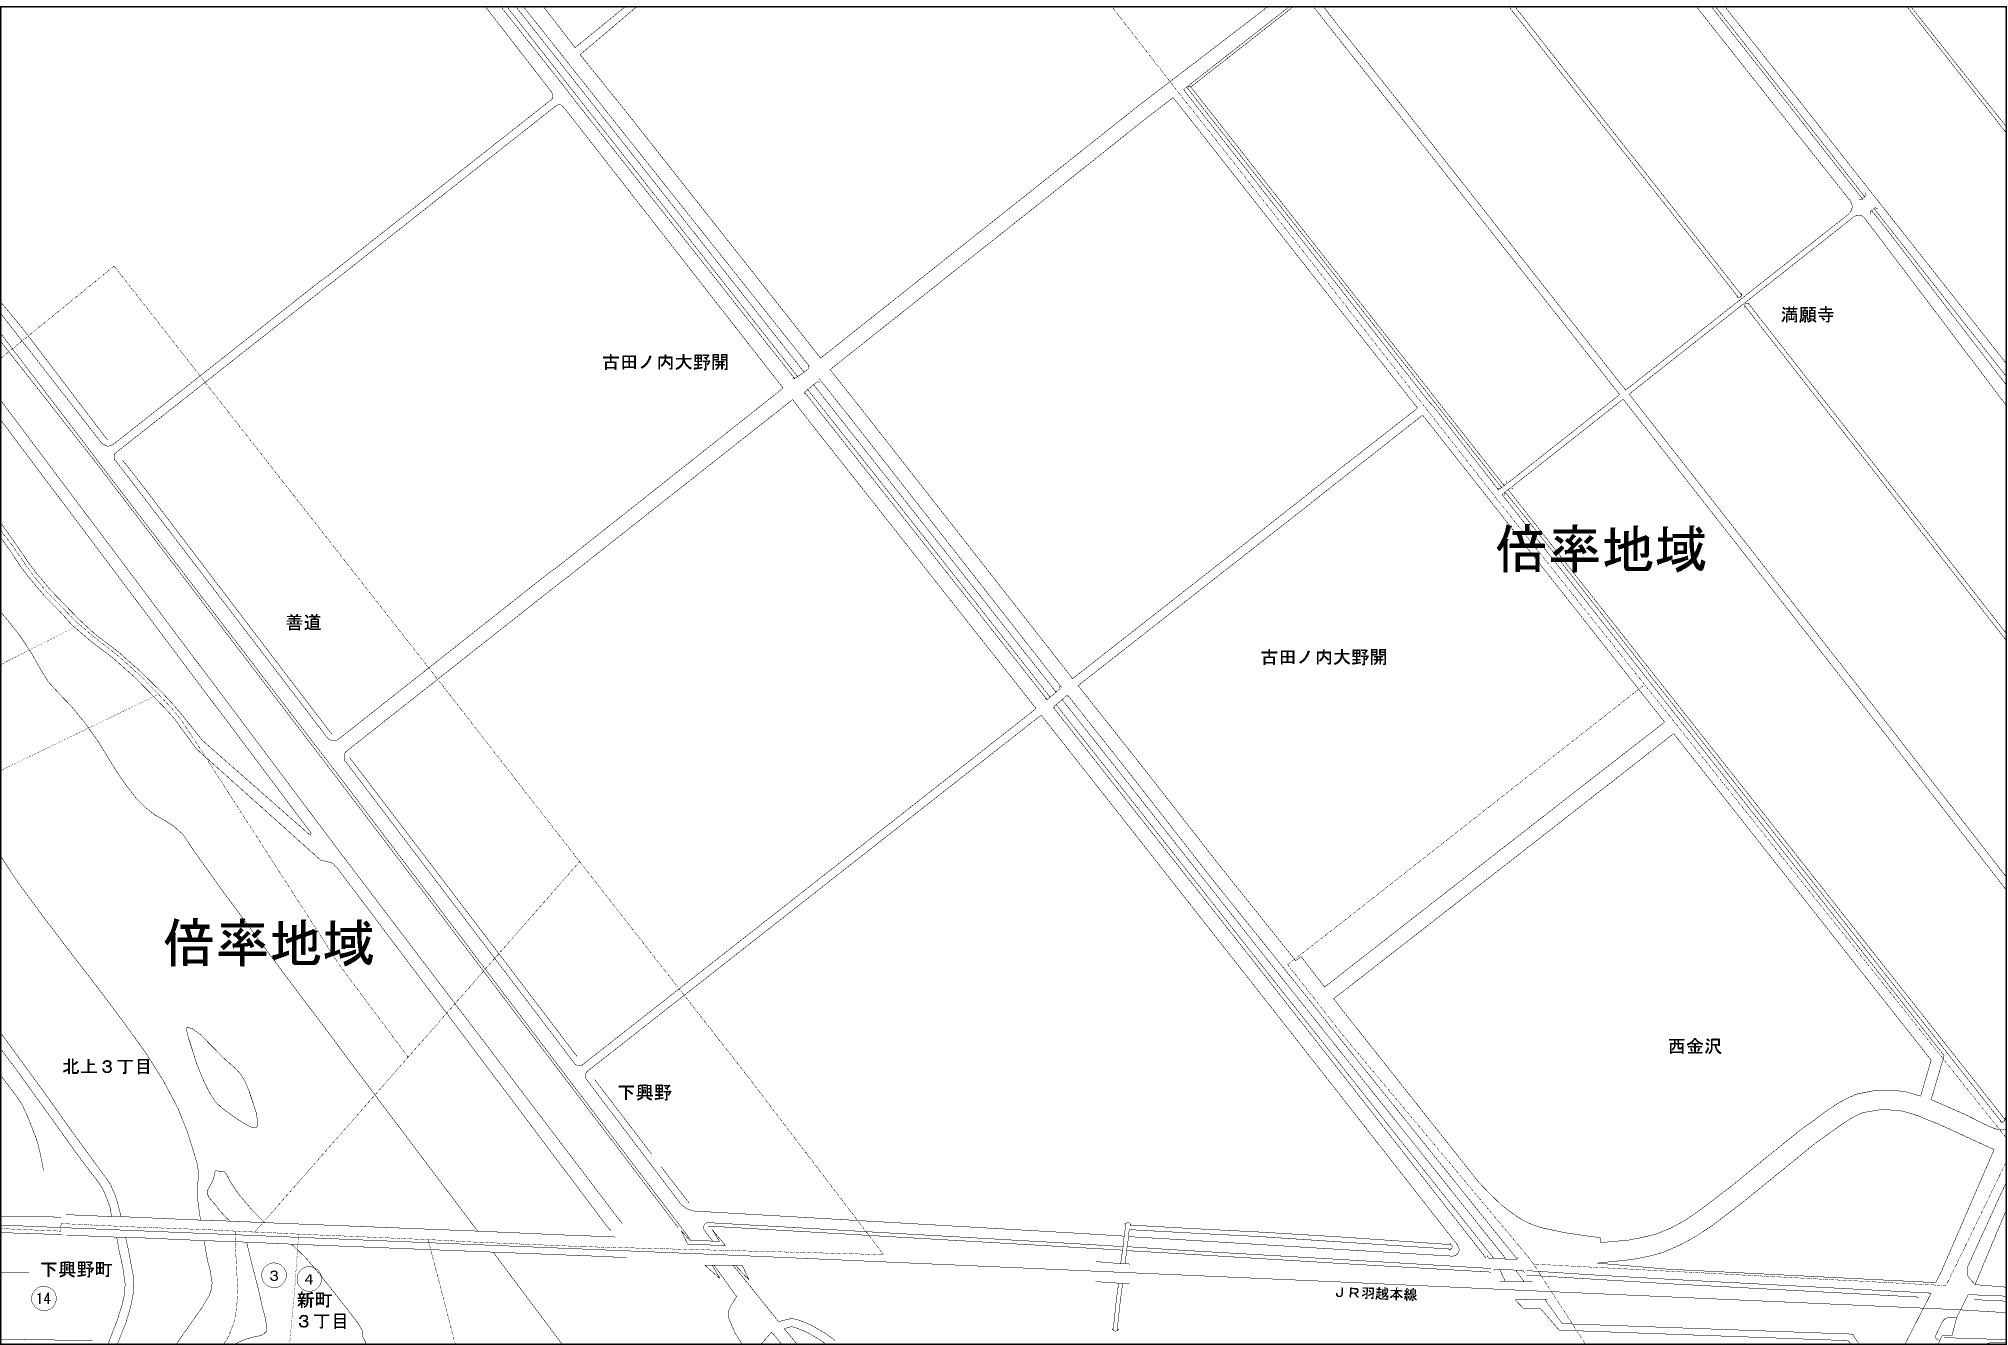 満願寺
古田ノ内大野開
倍率地域
善道
古田ノ内大野開
倍率地域
西金沢
北上３丁目
下興野
下興野町
3
4
14
新町
３丁目
ＪＲ羽越本線